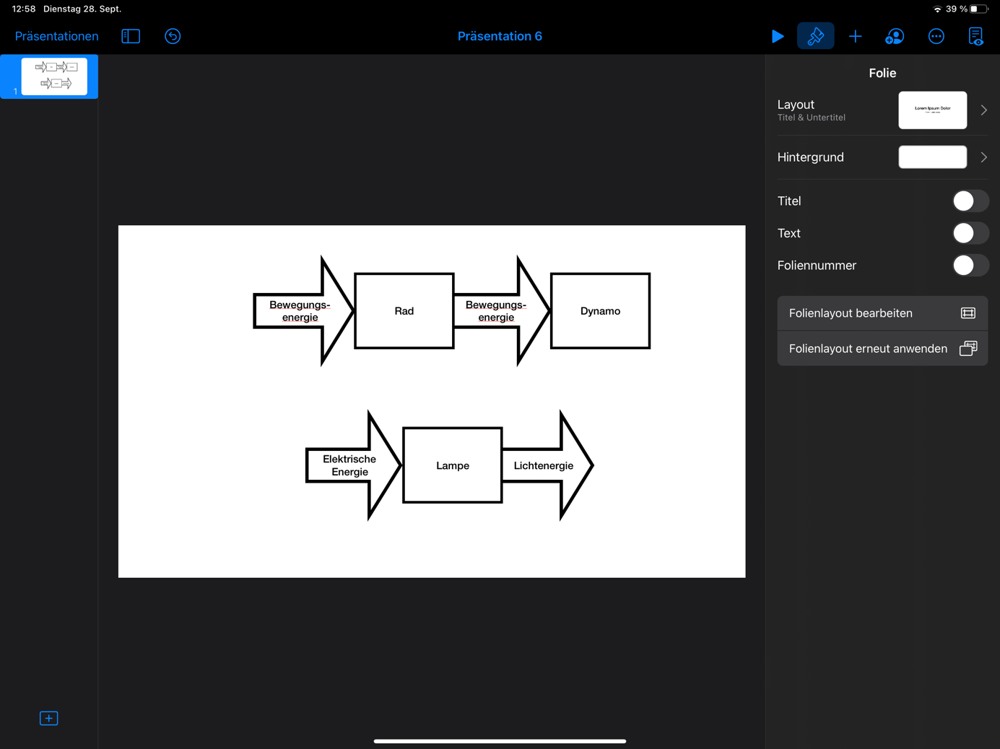 12:58 Dienstag 28. Sept.
39 %
Präsentationen
Präsentation 6
1
Folie
Layout
Titel & Untertitel
Lorem Ipsum Dolor
Hintergrund
Titel
Text
Foliennummer
Folienlayout bearbeiten
Folienlayout erneut anwenden
Bewegungs-
energie
Rad
Bewegungs-
energie
Dynamo
Elektrische
Energie
Lampe
Lichtenergie